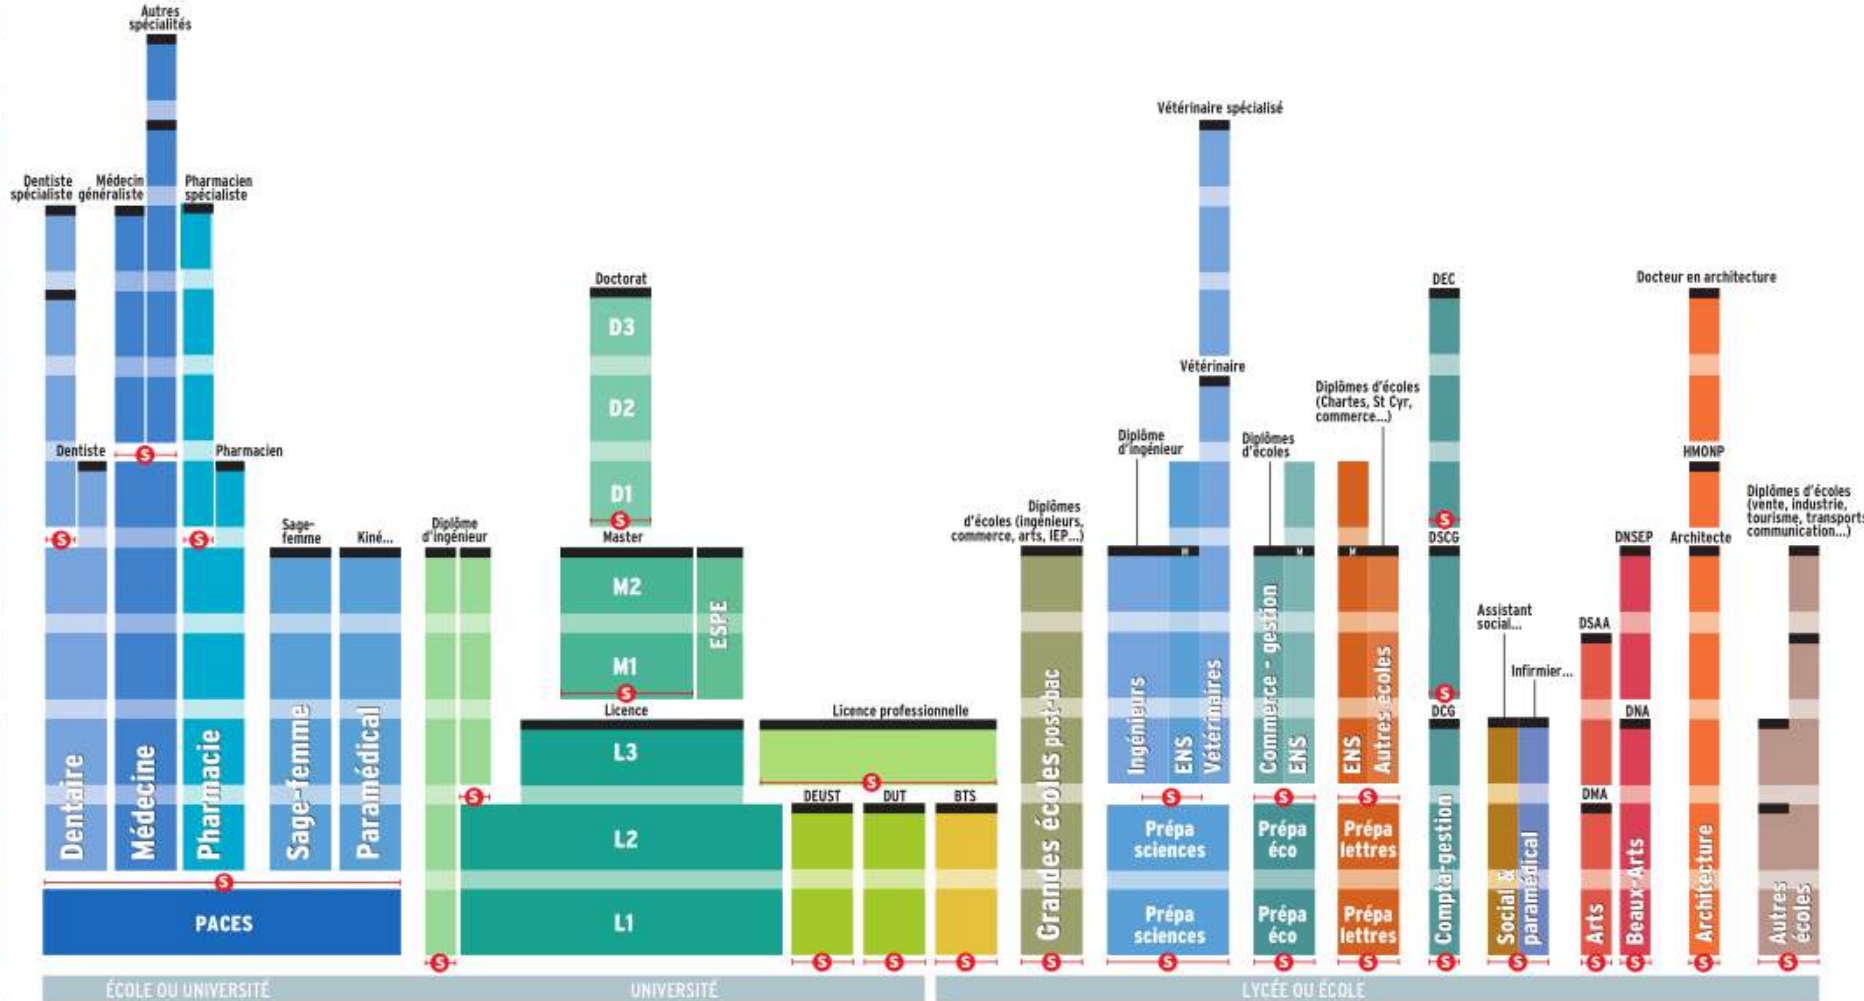 Autres
spécialités
Vétérinaire spécialisé
Dentiste
spécialiste
Médecin
généraliste
Pharmacien
spécialiste
Doctorat
D3
D2
D1
S
DEC
Docteur en architecture
Vétérinaire
Diplômes d'écoles
(Chartes, St Cyr,
commerce...)
Diplôme
d'ingénieur
Diplômes
d'écoles
Dentiste
S
Pharmacien
HMONP
S
S
S
Sage-
femme
Kiné...
Diplôme
d'ingénieur
Master
M2
M1
S
ESPE
Diplômes
d'écoles (ingénieurs,
commerce, arts, IEP...)
M
M
M
DSCG
DNSEP
Architecte
Diplômes d'écoles
(vente, industrie,
tourisme, transports
communication...)
Assistant
social...
Infirmier...
DSAA
S
Licence
Licence professionnelle
DCG
DNA
L3
S
S
DEUST
DUT
BTS
S
S
S
DMA
Dentaire
Médecine
Pharmacie
Sage-femme
Paramédical
L2
L1
Grandes écoles post-bac
Ingénieurs
ENS
Vétérinaires
Commerce - gestion
ENS
ENS
Autres écoles
Prépa
sciences
Prépa
éco
Prépa
lettres
Prépa
sciences
Prépa
éco
Prépa
lettres
Compta-gestion
Social &
paramédical
Arts
Beaux-Arts
Architecture
Autres
écoles
S
PACES
S
S
S
S
S
S
S
S
S
S
S
S
S
S
ÉCOLE OU UNIVERSITÉ
UNIVERSITÉ
LYCÉE OU ÉCOLE